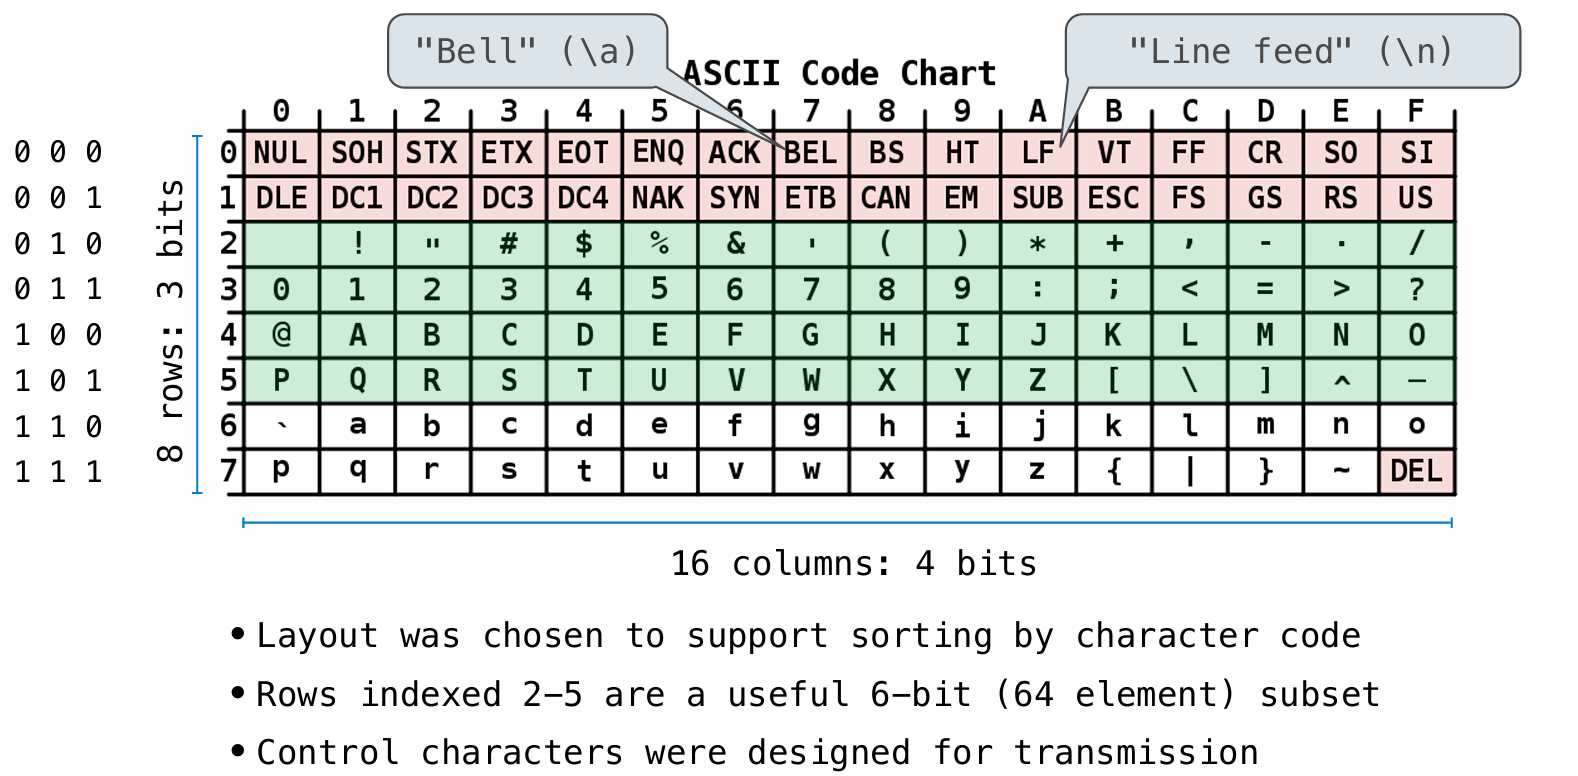 "Bell" (\a)
"Line feed" (\n)
ASCII Code Chart
0 1 2 3 4 5 6 7 8 9 A B C D E F
0 0 0 0 NUL SOH STX ETX EOT ENQ ACK BEL BS HT LF VT FF CR SO SI
0 0 1 1 DLE DC1 DC2 DC3 DC4 NAK SYN ETB CAN EM SUB ESC FS GS RS US
0 1 0 2 ! " # $ % & ' ( ) * + , - . /
0 1 1 3 0 1 2 3 4 5 6 7 8 9 : ; < = > ?
1 0 0 4 @ A B C D E F G H I J K L M N O
1 0 1 5 P Q R S T U V W X Y Z [ \ ] ^ _
1 1 0 6 ` a b c d e f g h i j k l m n o
1 1 1 7 p q r s t u v w x y z { | } ~ DEL
8 rows: 3 bits
16 columns: 4 bits
• Layout was chosen to support sorting by character code
• Rows indexed 2–5 are a useful 6–bit (64 element) subset
• Control characters were designed for transmission